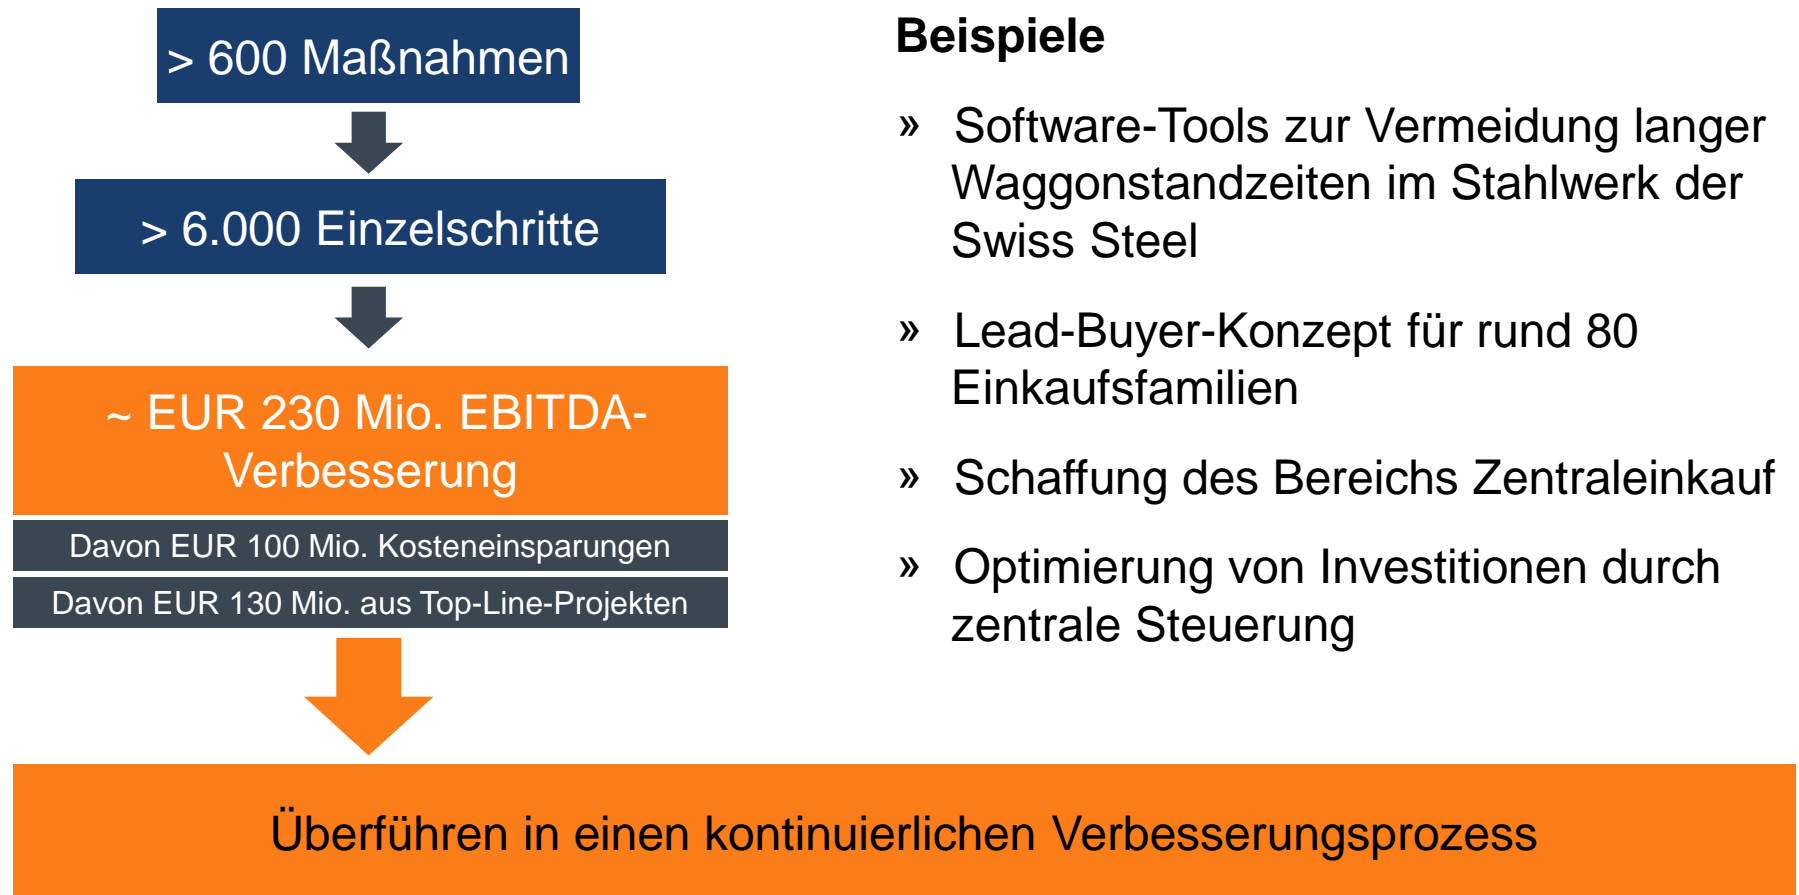 > 600 Maßnahmen
> 6.000 Einzelschritte
~ EUR 230 Mio. EBITDA-
Verbesserung
Davon EUR 100 Mio. Kosteneinsparungen
Davon EUR 130 Mio. aus Top-Line-Projekten
Beispiele
» Software-Tools zur Vermeidung langer
Waggonstandzeiten im Stahlwerk der
Swiss Steel
» Lead-Buyer-Konzept für rund 80
Einkaufsfamilien
» Schaffung des Bereichs Zentraleinkauf
» Optimierung von Investitionen durch
zentrale Steuerung
Überführen in einen kontinuierlichen Verbesserungsprozess